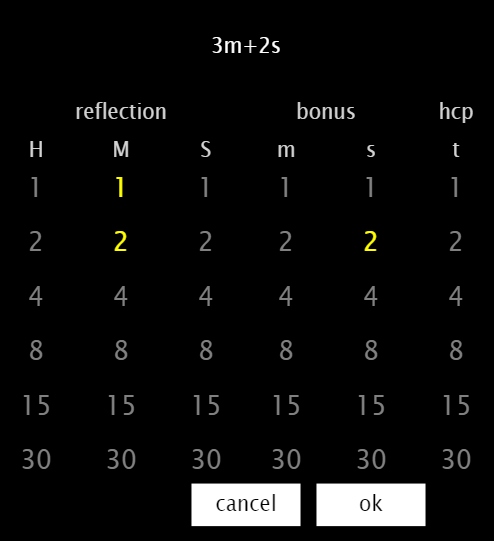 3m+2s
reflection bonus hcp
H M S m s t
1 1 1 1 1 1
2 2 2 2 2 2
4 4 4 4 4 4
8 8 8 8 8 8
15 15 15 15 15 15
30 30 30 30 30 30
cancel ok